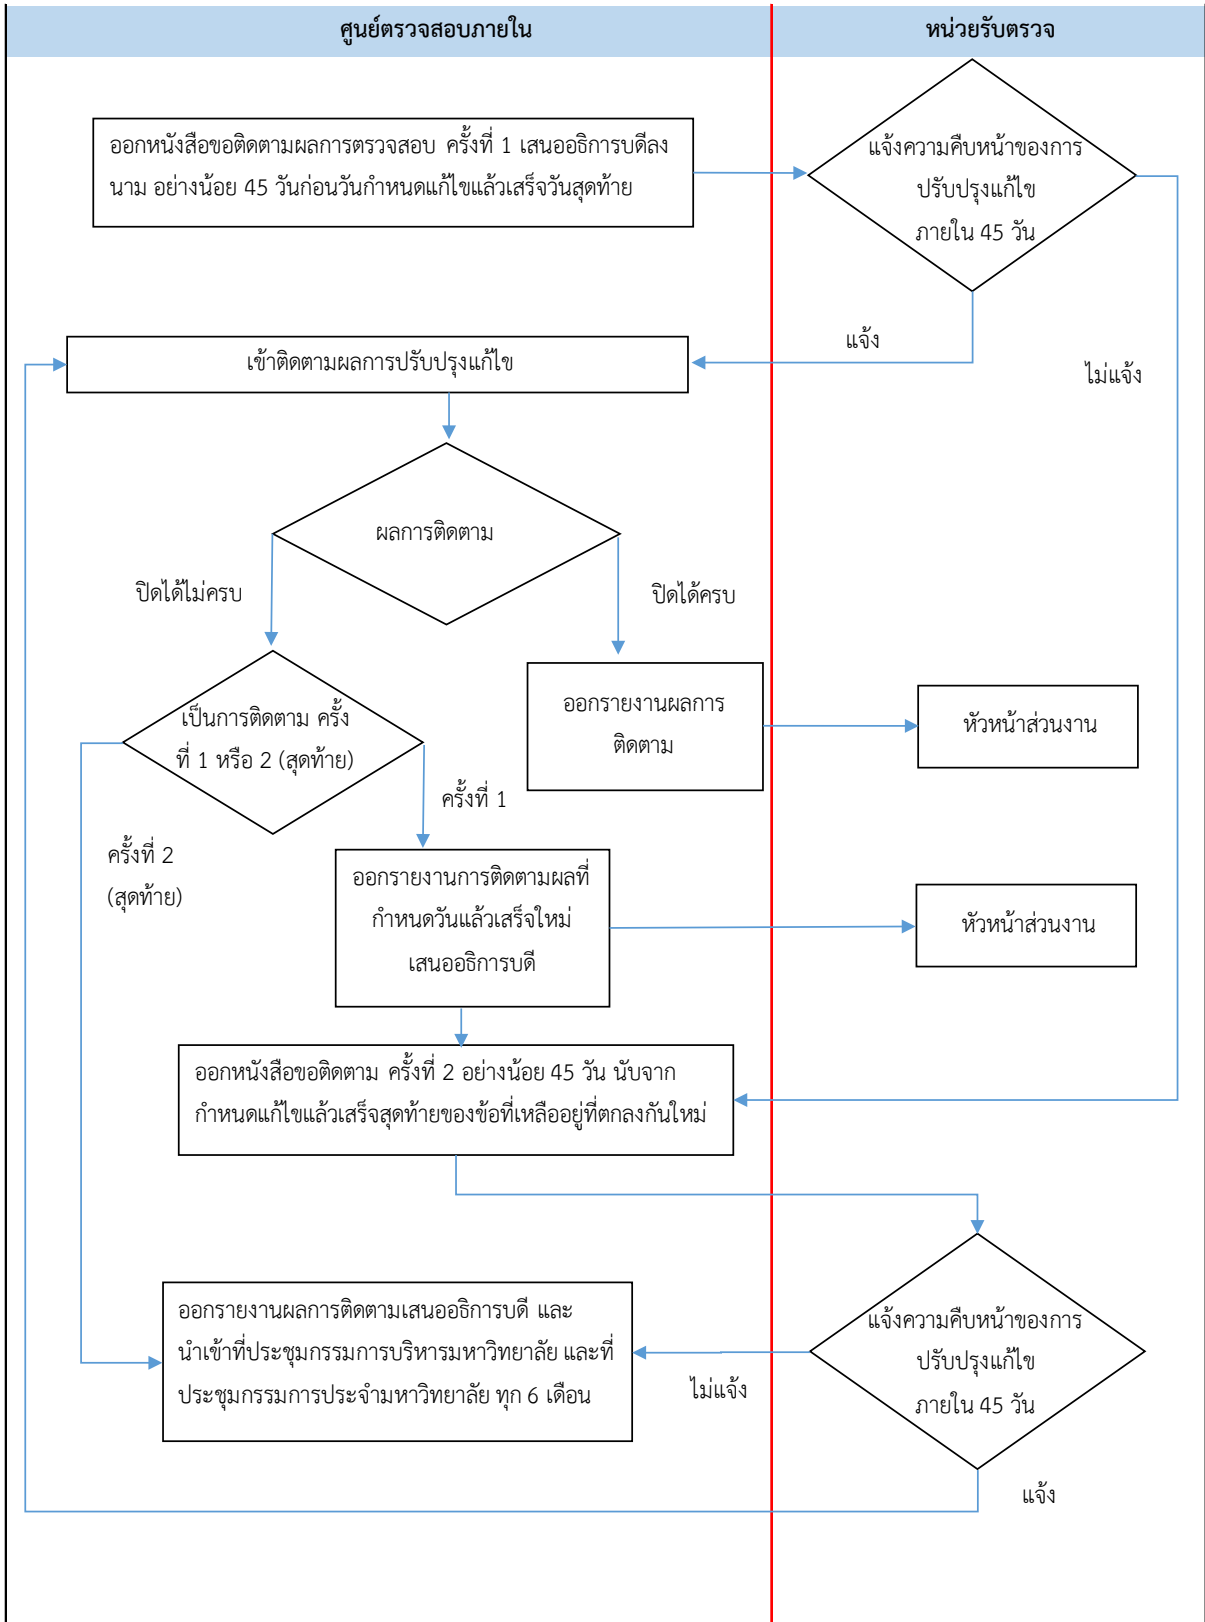 ศูนย์ตรวจสอบภายใน
หน่วยรับตรวจ
ออกหนังสือขอติดตามผลการตรวจสอบ ครั้งที่ 1 เสนออธิการบดีลง
นาม อย่างน้อย 45 วันก่อนวันกำหนดแก้ไขแล้วเสร็จวันสุดท้าย
แจ้งความคืบหน้าของการ
ปรับปรุงแก้ไข
ภายใน 45 วัน
แจ้ง
ไม่แจ้ง
เข้าติดตามผลการปรับปรุงแก้ไข
ผลการติดตาม
ปิดได้ไม่ครบ
ปิดได้ครบ
ออกรายงานผลการ
ติดตาม
หัวหน้าส่วนงาน
เป็นการติดตาม ครั้ง
ที่ 1 หรือ 2 (สุดท้าย)
ครั้งที่ 1
ครั้งที่ 2
(สุดท้าย)
ออกรายงานการติดตามผลที่
กำหนดวันแล้วเสร็จใหม่
เสนออธิการบดี
หัวหน้าส่วนงาน
ออกหนังสือขอติดตาม ครั้งที่ 2 อย่างน้อย 45 วัน นับจาก
กำหนดแก้ไขแล้วเสร็จสุดท้ายของข้อที่เหลืออยู่ที่ตกลงกันใหม่
ออกรายงานผลการติดตามเสนออธิการบดี และ
นำเข้าที่ประชุมกรรมการบริหารมหาวิทยาลัย และที่
ประชุมกรรมการประจำมหาวิทยาลัย ทุก 6 เดือน
ไม่แจ้ง
แจ้งความคืบหน้าของการ
ปรับปรุงแก้ไข
ภายใน 45 วัน
แจ้ง